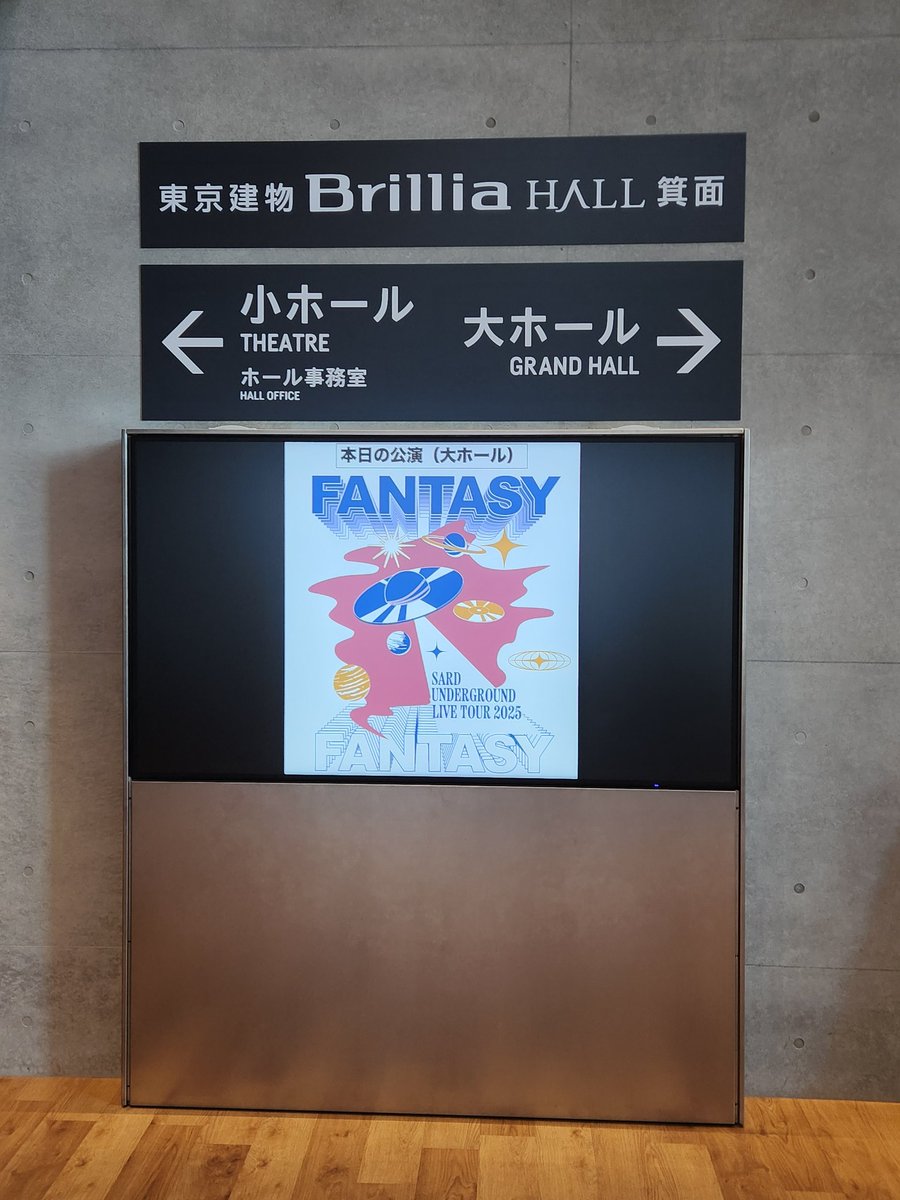 東京建物 Brillia HALL 箕面
小ホール
THEATRE
ホール事務室
HALL OFFICE
大ホール
GRAND HALL
本日の公演（大ホール）
FANTASY
SARD
UNDERGROUND
LIVE TOUR 2025
FANTASY